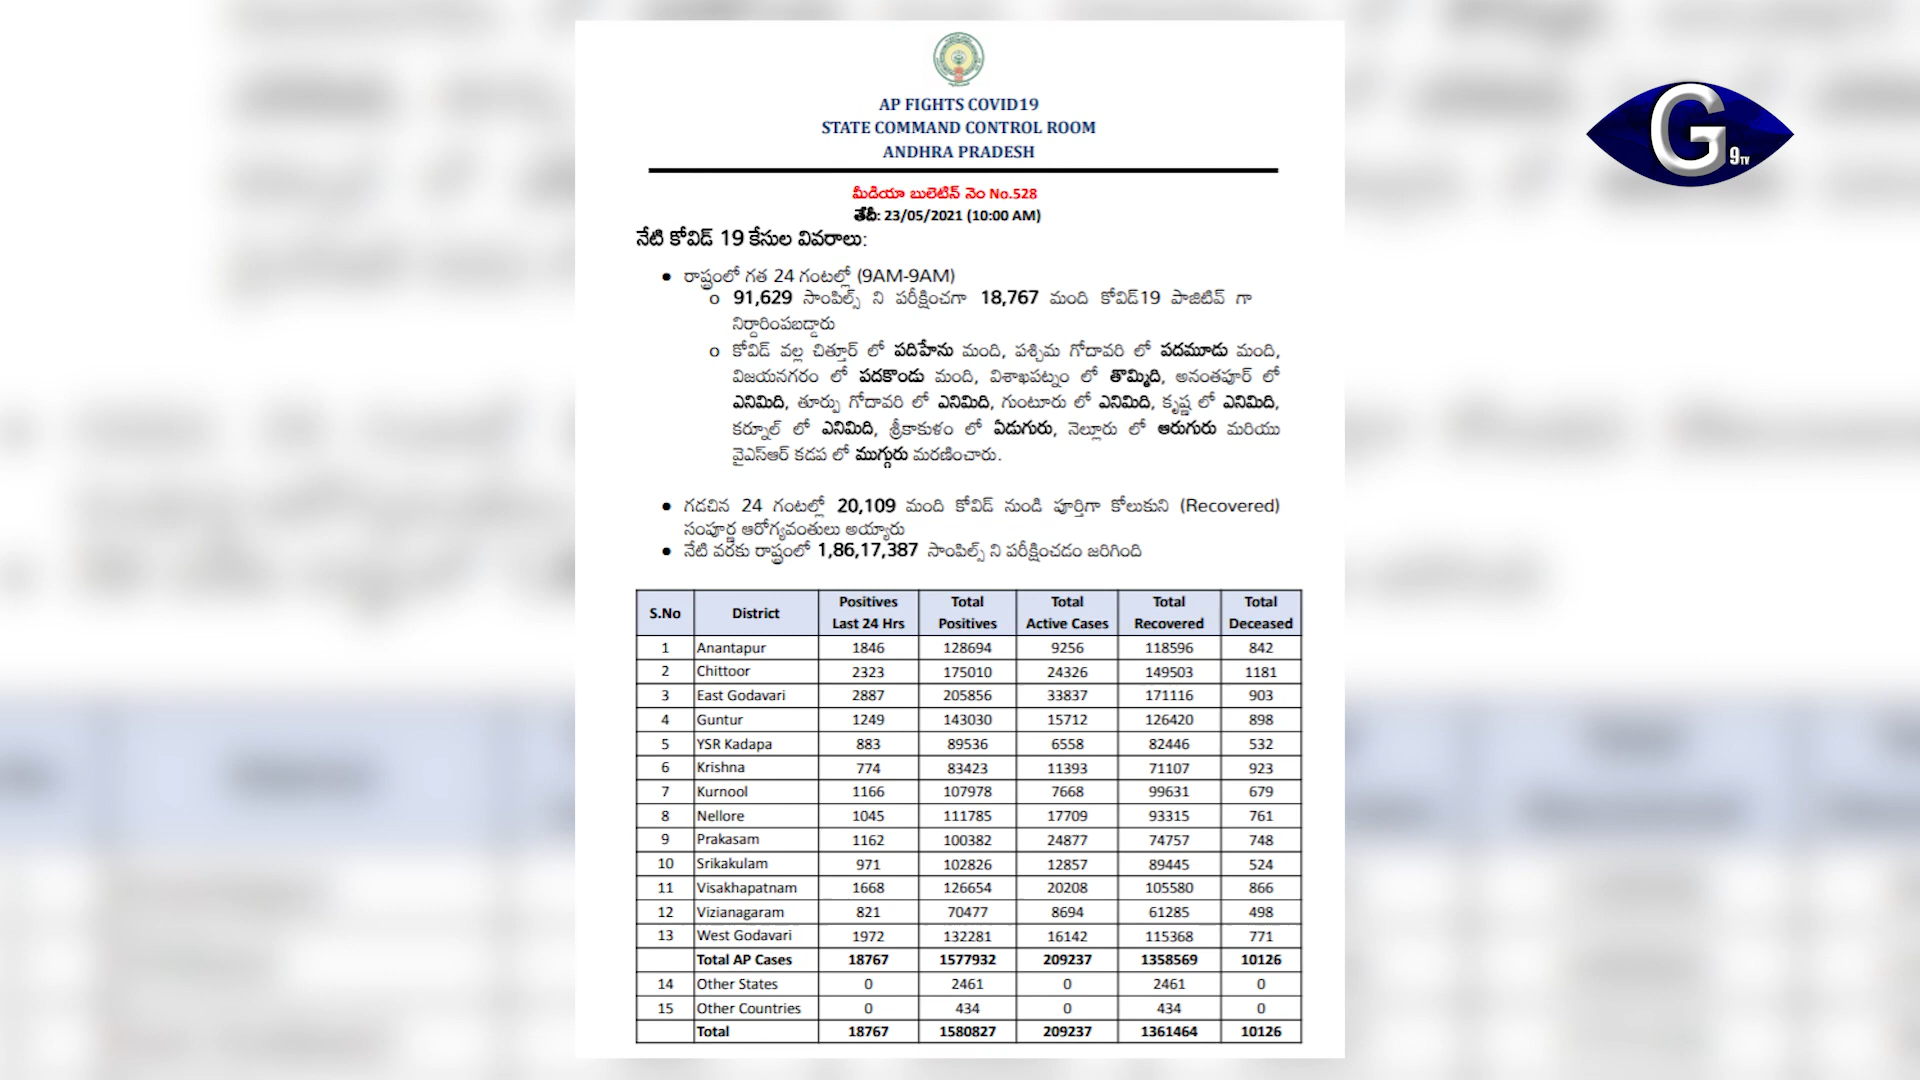 AP FIGHTS COVID19
STATE COMMAND CONTROL ROOM
ANDHRA PRADESH
G 9TV
మీడియా బులెటిన్ నెం No.528
తేదీ: 23/05/2021 (10:00 AM)
నేటి కోవిడ్ 19 కేసుల వివరాలు:
• రాష్ట్రంలో గత 24 గంటల్లో (9AM-9AM)
o 91,629 సాంపిల్స్ ని పరీక్షించగా 18,767 మంది కోవిడ్19 పాజిటివ్ గా
నిర్దారింపబడ్డారు
o కోవిడ్ వల్ల చిత్తూర్ లో పదిహేను మంది, పశ్చిమ గోదావరి లో పదమూడు మంది,
విజయనగరం లో పదకొండు మంది, విశాఖపట్నం లో తొమ్మిది, అనంతపూర్ లో
ఎనిమిది, తూర్పు గోదావరి లో ఎనిమిది, గుంటూరు లో ఎనిమిది, కృష్ణ లో ఎనిమిది,
కర్నూల్ లో ఎనిమిది, శ్రీకాకుళం లో ఏడుగురు, నెల్లూరు లో ఆరుగురు మరియు
వైఎస్ఆర్ కడప లో ముగ్గురు మరణించారు.
• గడచిన 24 గంటల్లో 20,109 మంది కోవిడ్ నుండి పూర్తిగా కోలుకుని (Recovered)
సంపూర్ణ ఆరోగ్యవంతులు అయ్యారు
• నేటి వరకు రాష్ట్రంలో 1,86,17,387 సాంపిల్స్ ని పరీక్షించడం జరిగింది
S.No District Positives Last 24 Hrs Total Positives Total Active Cases Total Recovered Total Deceased
1 Anantapur 1846 128694 9256 118596 842
2 Chittoor 2323 175010 24326 149503 1181
3 East Godavari 2887 205856 33837 171116 903
4 Guntur 1249 143030 15712 126420 898
5 YSR Kadapa 883 89536 6558 82446 532
6 Krishna 774 83423 11393 71107 923
7 Kurnool 1166 107978 7668 99631 679
8 Nellore 1045 111785 17709 93315 761
9 Prakasam 1162 100382 24877 74757 748
10 Srikakulam 971 102826 12857 89445 524
11 Visakhapatnam 1668 126654 20208 105580 866
12 Vizianagaram 821 70477 8694 61285 498
13 West Godavari 1972 132281 16142 115368 771
Total AP Cases 18767 1577932 209237 1358569 10126
14 Other States 0 2461 0 2461 0
15 Other Countries 0 434 0 434 0
Total 18767 1580827 209237 1361464 10126